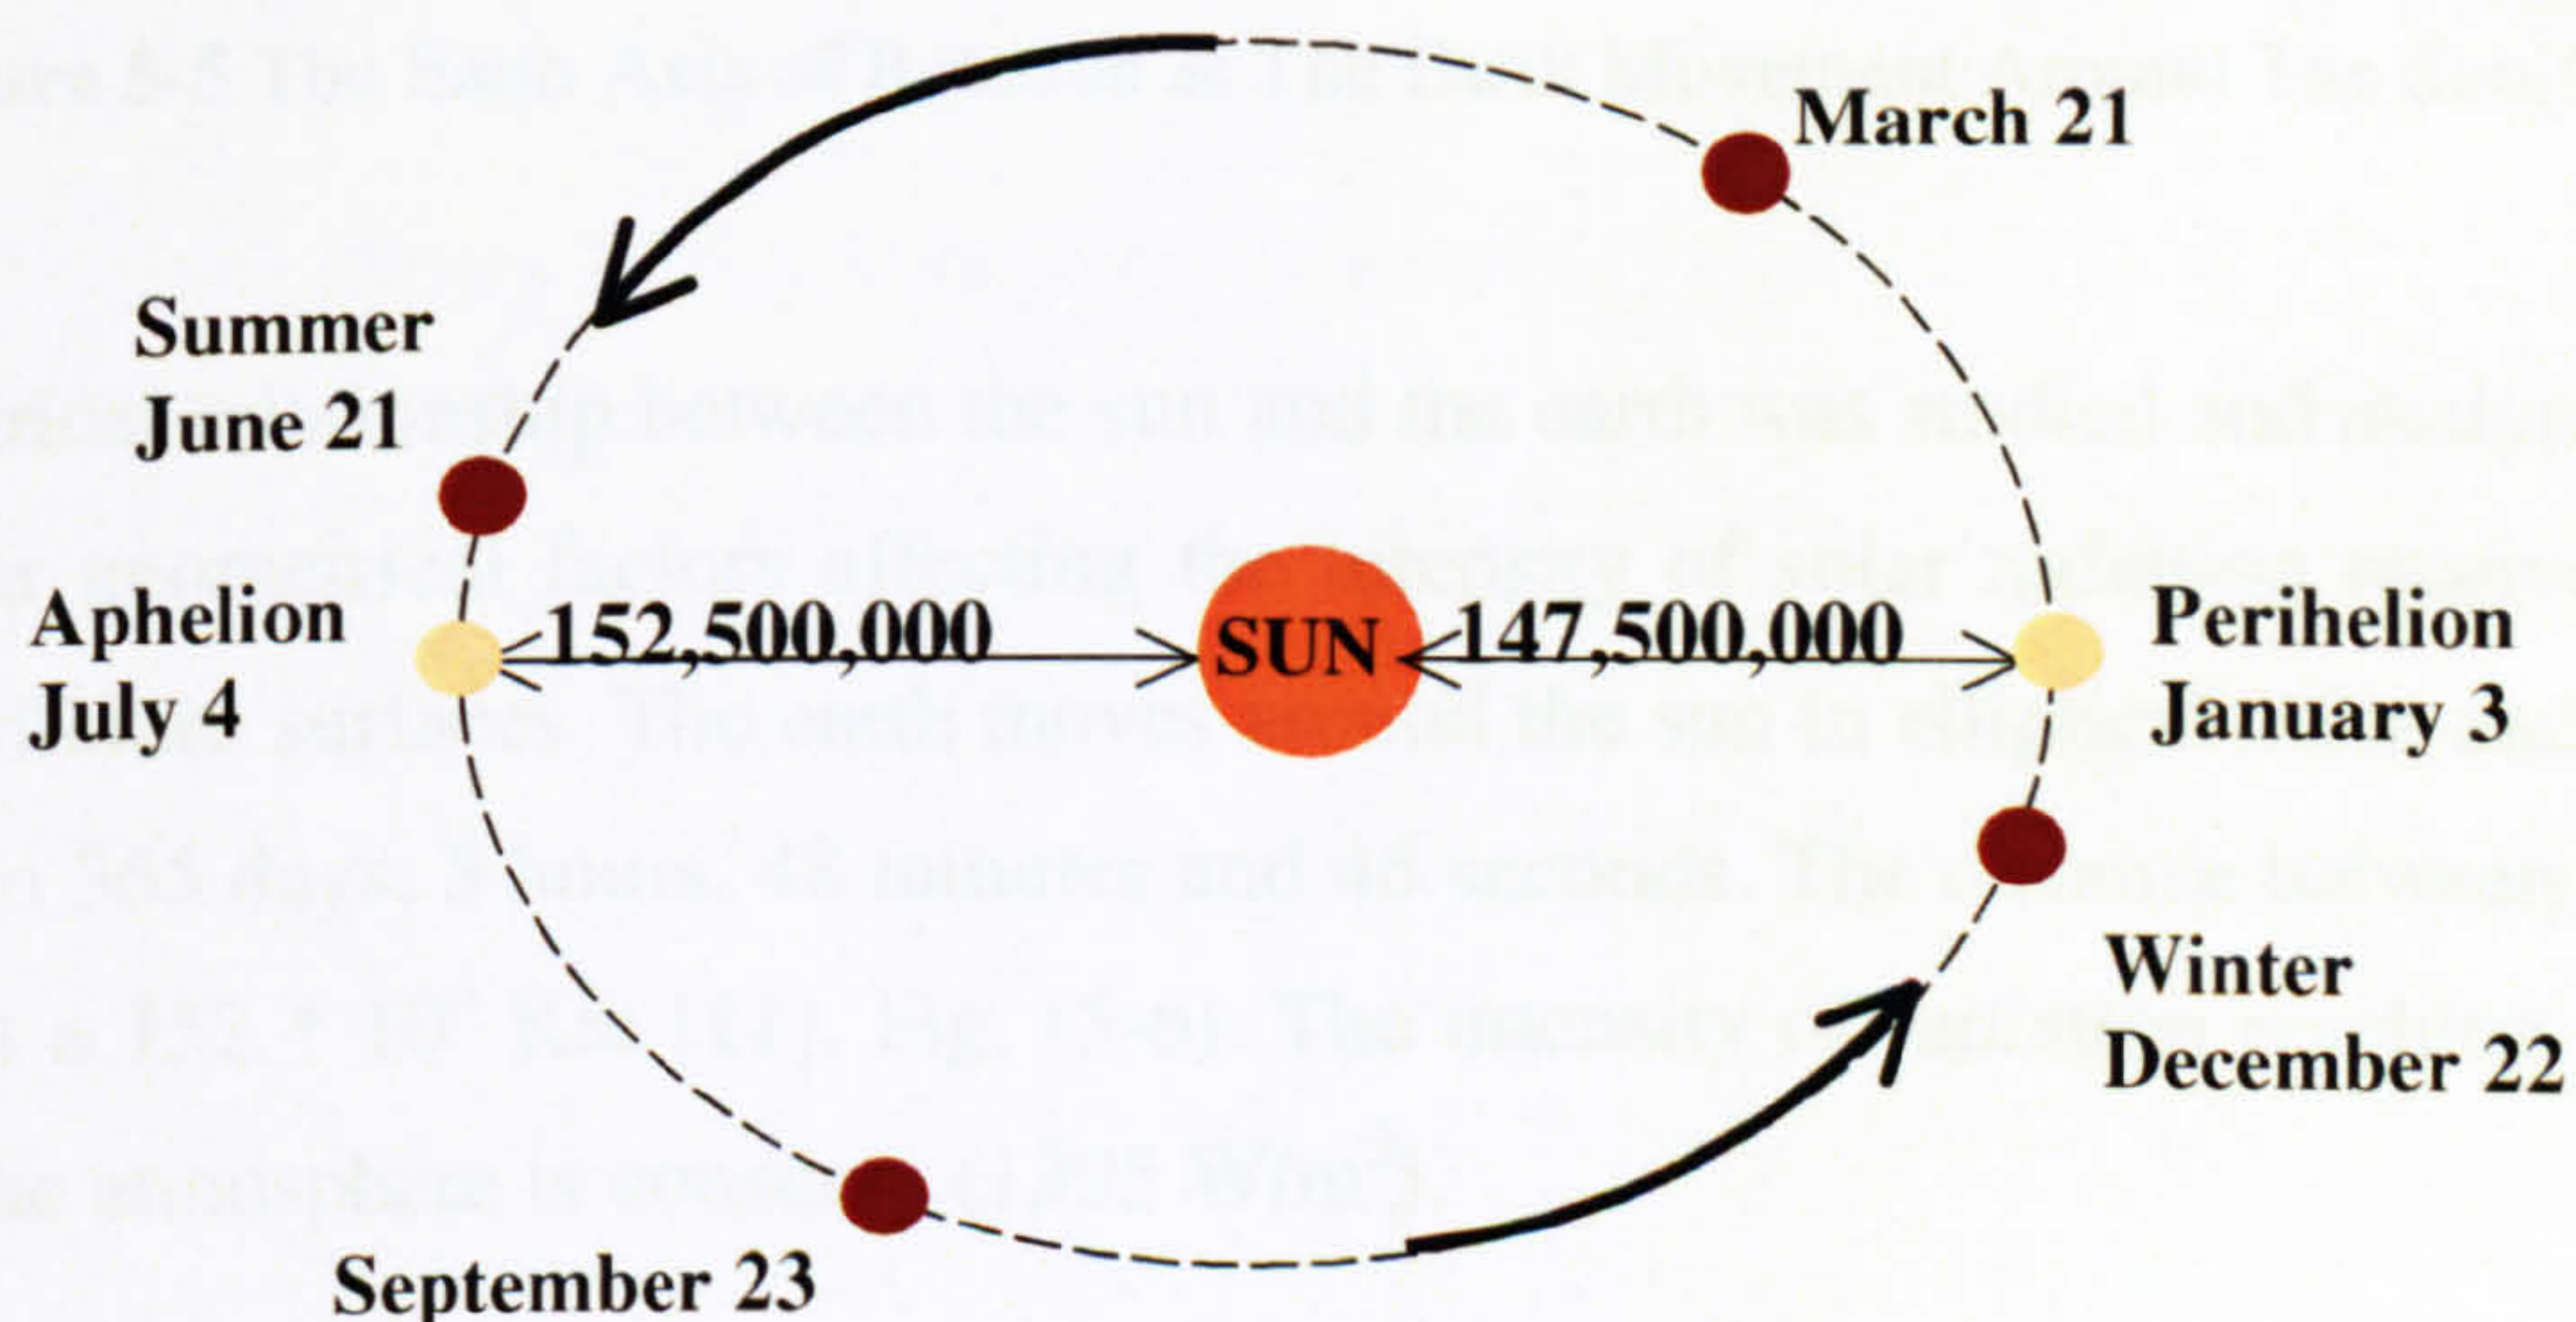 March 21
Summer
June 21
Aphelion
July 4
152,500,000
SUN
147,500,000
Perihelion
January 3
Winter
December 22
September 23